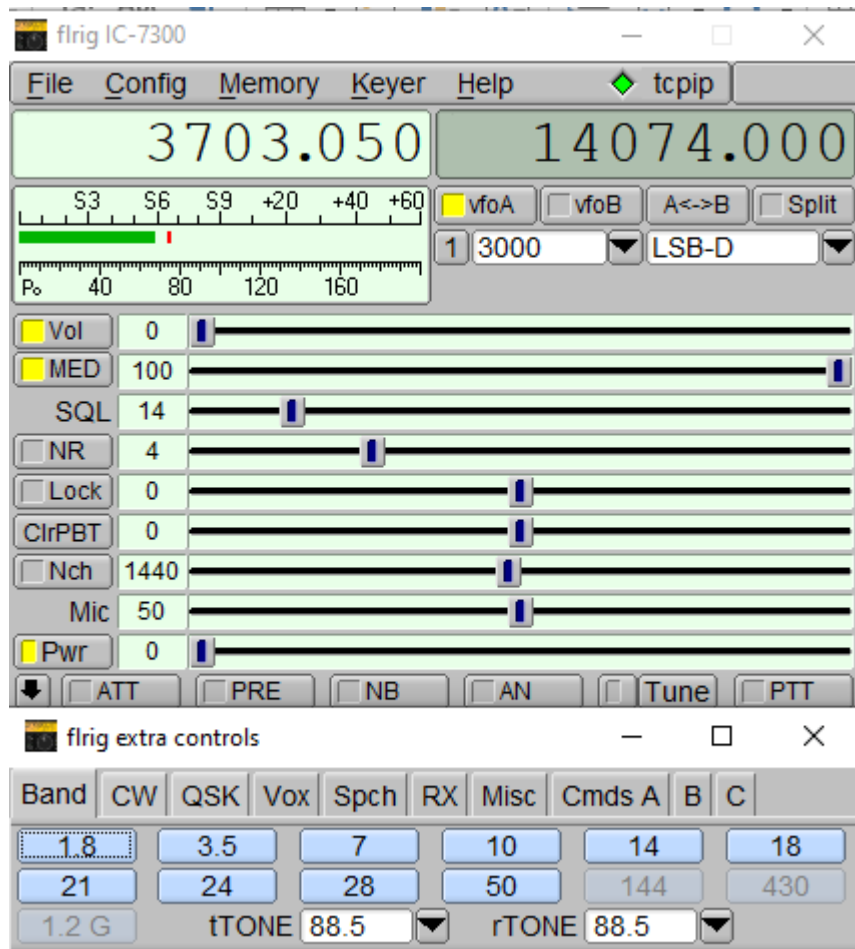 flrig IC-7300
File Config Memory Keyer Help tcpip
3703.050 14074.000
S3 S6 S9 +20 +40 +60
vfoA vfoB A<->B Split
1 3000 LSB-D
Po 40 80 120 160
Vol 0
MED 100
SQL 14
NR 4
Lock 0
ClrPBT 0
Nch 1440
Mic 50
Pwr 0
ATT PRE NB AN Tune PTT
flrig extra controls
Band CW QSK Vox Spch RX Misc Cmds A B C
1.8 3.5 7 10 14 18
21 24 28 50 144 430
1.2 G tTONE 88.5 rTONE 88.5